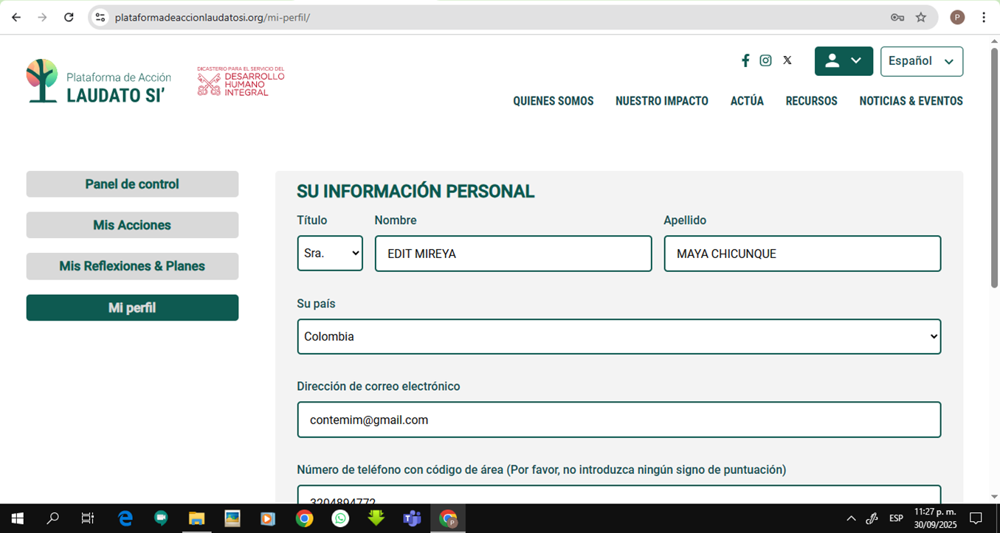 plataformadeaccionlaudatosi.org/mi-perfil/
P
Plataforma de Acción
LAUDATO SI’
DICASTERIO PARA EL SERVICIO DEL
DESARROLLO
HUMANO
INTEGRAL
Español
QUIENES SOMOS NUESTRO IMPACTO ACTÚA RECURSOS NOTICIAS & EVENTOS
Panel de control
Mis Acciones
Mis Reflexiones & Planes
Mi perfil
SU INFORMACIÓN PERSONAL
Título Nombre Apellido
Sra. EDIT MIREYA MAYA CHICUNQUE
Su país
Colombia
Dirección de correo electrónico
contemim@gmail.com
Número de teléfono con código de área (Por favor, no introduzca ningún signo de puntuación)
3204894772
ESP
11:27 p. m.
30/09/2025